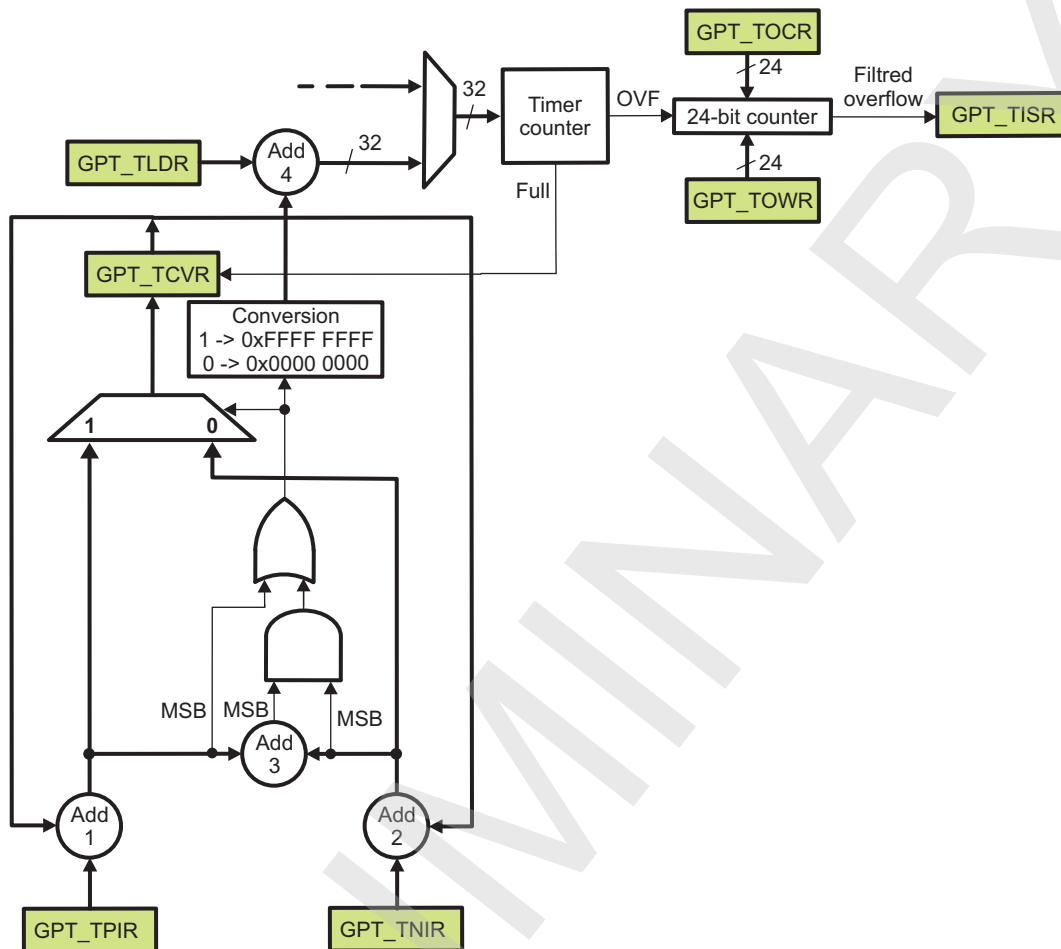 GPT_TOCR
24
32
Timer
counter
OVF
24-bit counter
Filtred
overflow
GPT_TISR
GPT_TLDR
Add
4
32
Full
24
GPT_TOWR
GPT_TCVR
Conversion
1 -> 0xFFFF FFFF
0 -> 0x0000 0000
1
0
MSB
MSB
MSB
Add
3
Add
1
Add
2
GPT_TPIR
GPT_TNIR
IMINARY